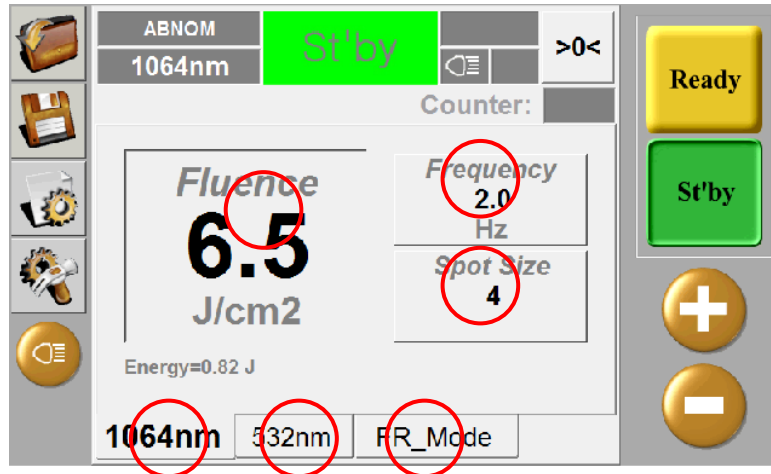 ABNOM
1064nm
St'by
>0<
Counter:
Fluence
6.5
J/cm2
Energy=0.82 J
Frequency
2.0
Hz
Spot Size
4
1064nm
532nm
FR_Mode
Ready
St'by